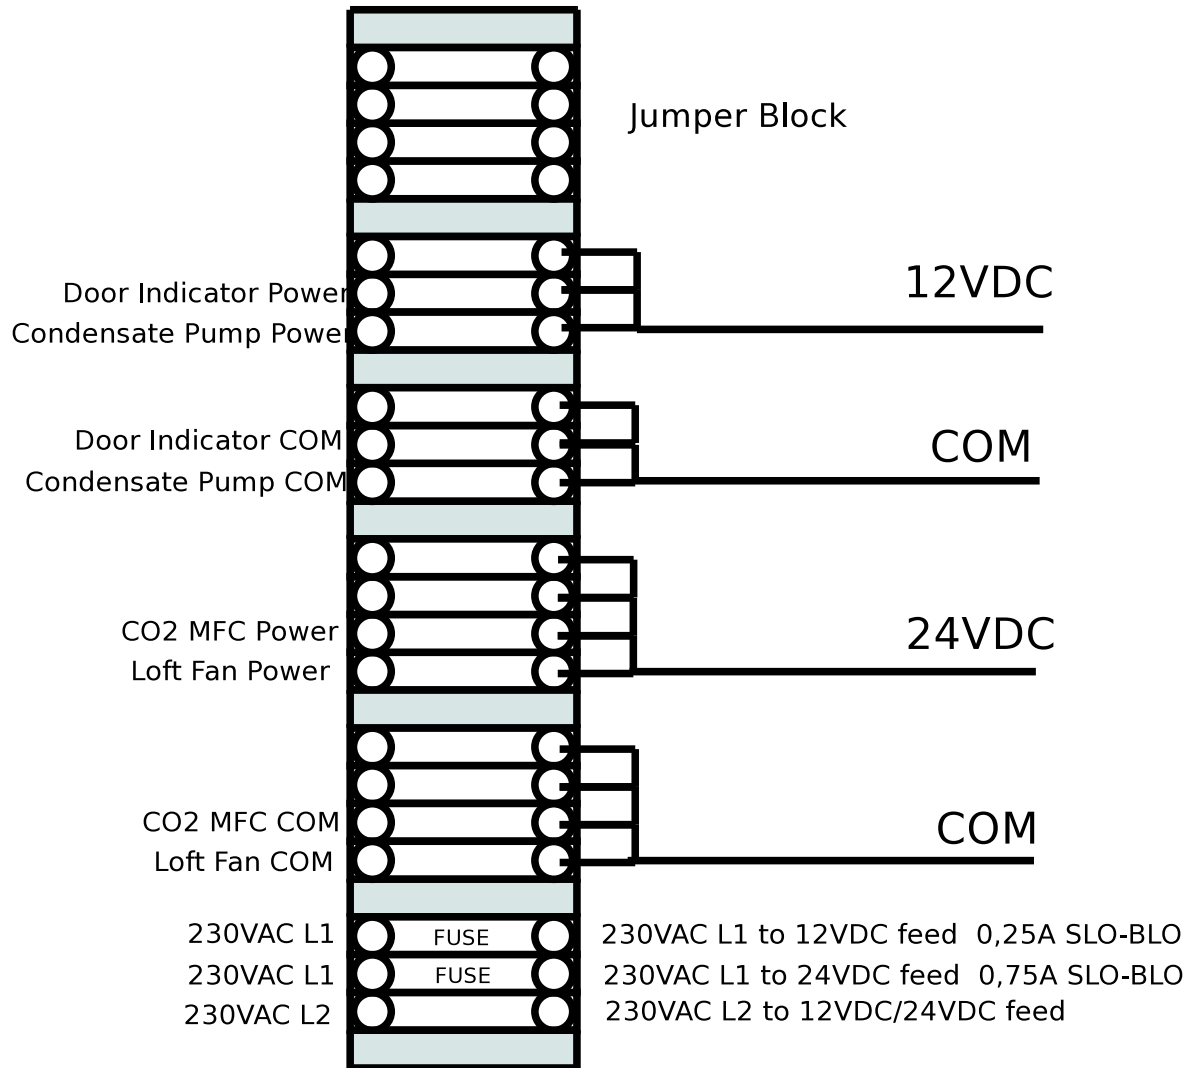 Jumper Block
12VDC
Door Indicator Power
Condensate Pump Power
Door Indicator COM
COM
Condensate Pump COM
CO2 MFC Power
24VDC
Loft Fan Power
CO2 MFC COM
COM
Loft Fan COM
230VAC L1 FUSE 230VAC L1 to 12VDC feed 0,25A SLO-BLO
230VAC L1 FUSE 230VAC L1 to 24VDC feed 0,75A SLO-BLO
230VAC L2 230VAC L2 to 12VDC/24VDC feed